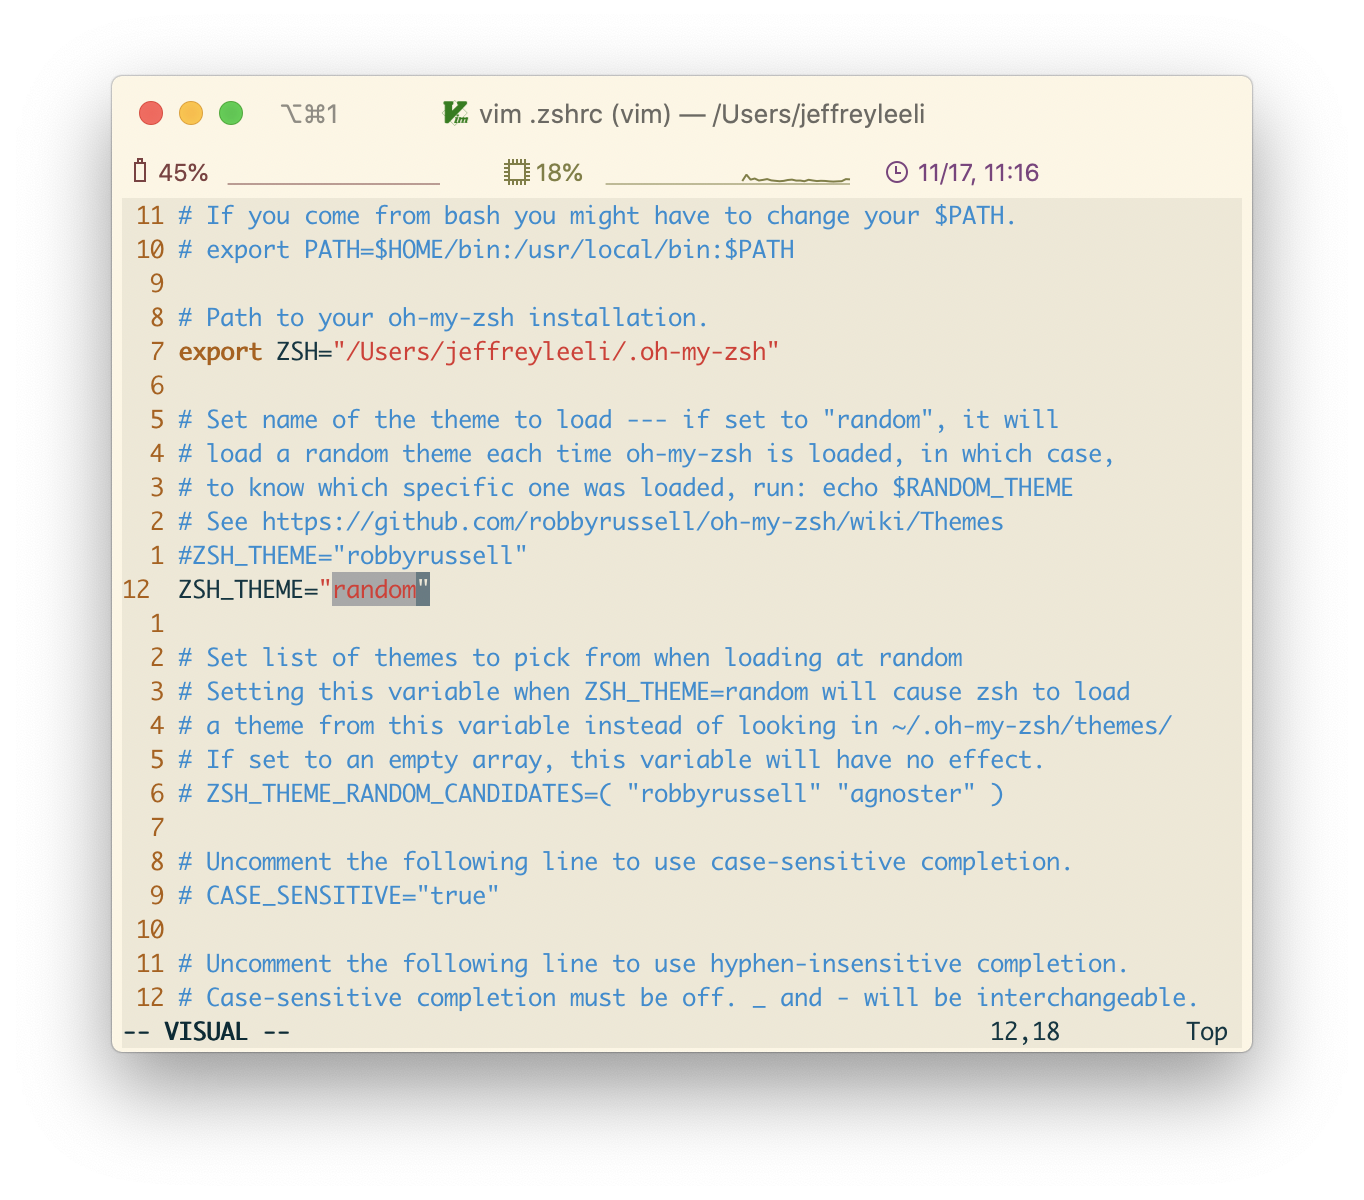 ⌥⌘1 vim .zshrc (vim) — /Users/jeffreyleeli
45% 18% 11/17, 11:16
11 # If you come from bash you might have to change your $PATH.
10 # export PATH=$HOME/bin:/usr/local/bin:$PATH
9
8 # Path to your oh-my-zsh installation.
7 export ZSH="/Users/jeffreyleeli/.oh-my-zsh"
6
5 # Set name of the theme to load --- if set to "random", it will
4 # load a random theme each time oh-my-zsh is loaded, in which case,
3 # to know which specific one was loaded, run: echo $RANDOM_THEME
2 # See https://github.com/robbyrussell/oh-my-zsh/wiki/Themes
1 #ZSH_THEME="robbyrussell"
12 ZSH_THEME="random"
1
2 # Set list of themes to pick from when loading at random
3 # Setting this variable when ZSH_THEME=random will cause zsh to load
4 # a theme from this variable instead of looking in ~/.oh-my-zsh/themes/
5 # If set to an empty array, this variable will have no effect.
6 # ZSH_THEME_RANDOM_CANDIDATES=( "robbyrussell" "agnoster" )
7
8 # Uncomment the following line to use case-sensitive completion.
9 # CASE_SENSITIVE="true"
10
11 # Uncomment the following line to use hyphen-insensitive completion.
12 # Case-sensitive completion must be off. _ and - will be interchangeable.
-- VISUAL -- 12,18 Top